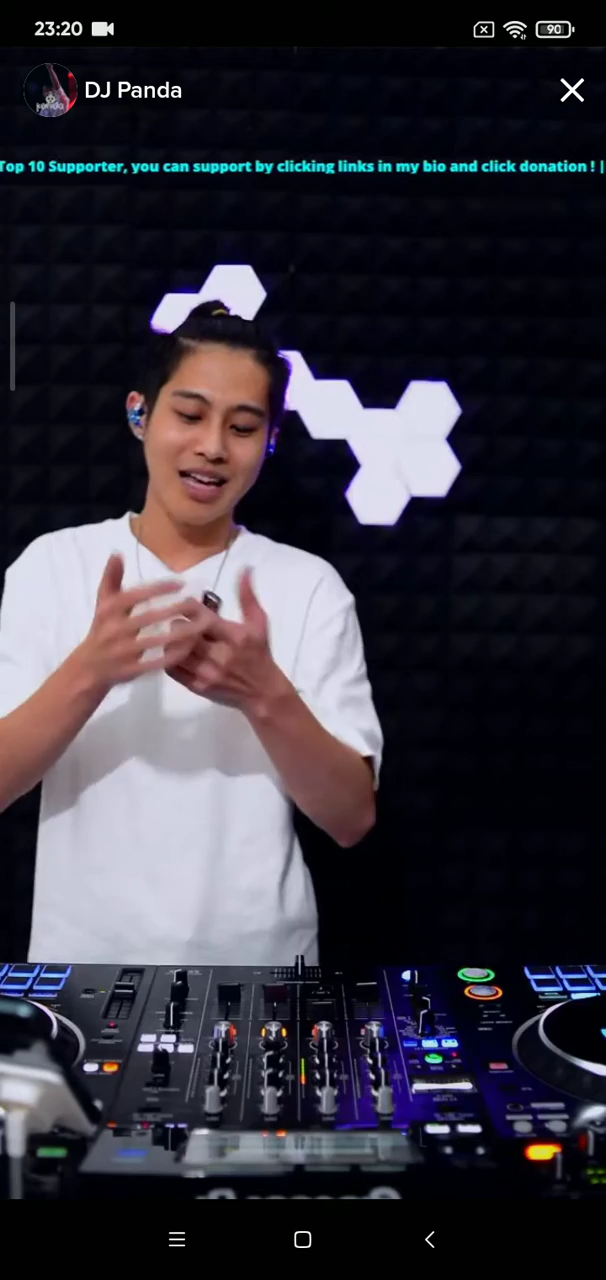 23:20
90
DJ Panda
Top 10 Supporter, you can support by clicking links in my bio and click donation ! |